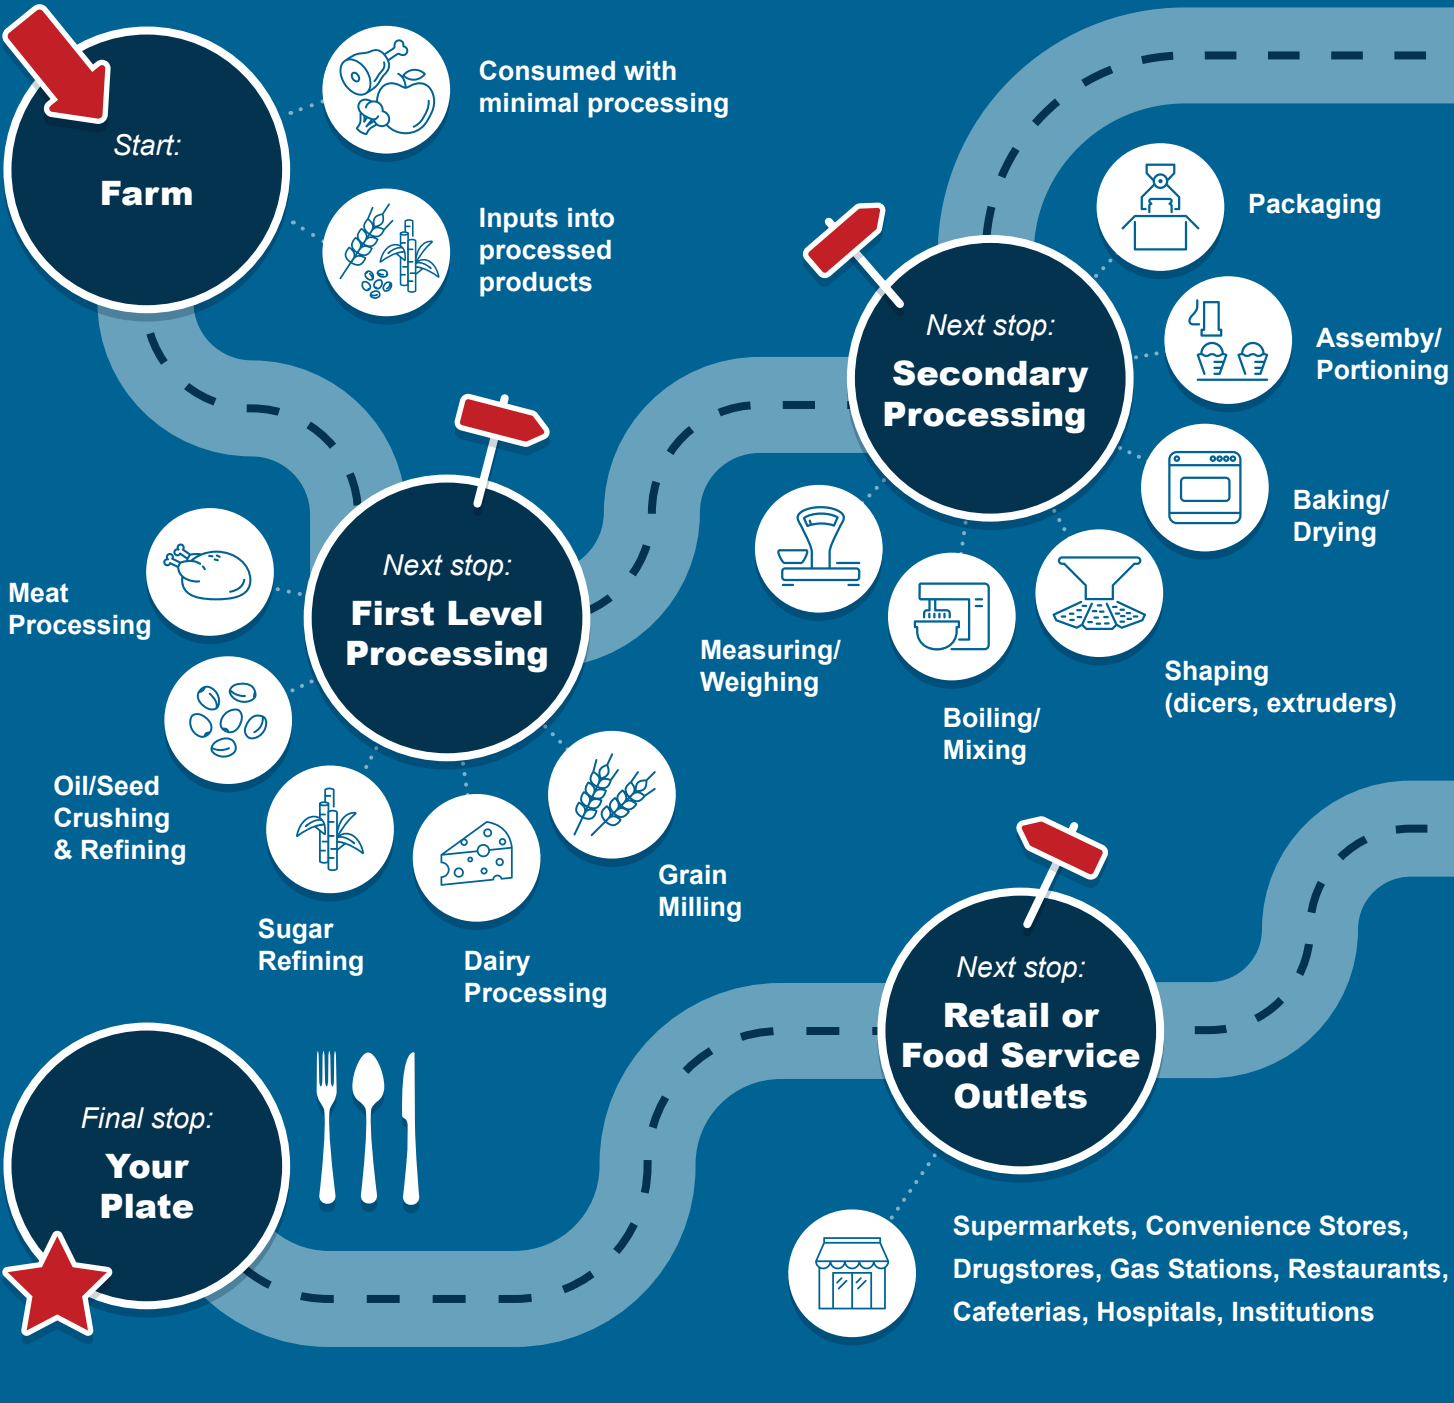 Start:
Farm
Consumed with
minimal processing
Inputs into
processed
products
Next stop:
First Level
Processing
Meat
Processing
Oil/Seed
Crushing
& Refining
Sugar
Refining
Dairy
Processing
Grain
Milling
Next stop:
Secondary
Processing
Packaging
Assemby/
Portioning
Baking/
Drying
Shaping
(dicers, extruders)
Boiling/
Mixing
Measuring/
Weighing
Next stop:
Retail or
Food Service
Outlets
Supermarkets, Convenience Stores,
Drugstores, Gas Stations, Restaurants,
Cafeterias, Hospitals, Institutions
Final stop:
Your
Plate